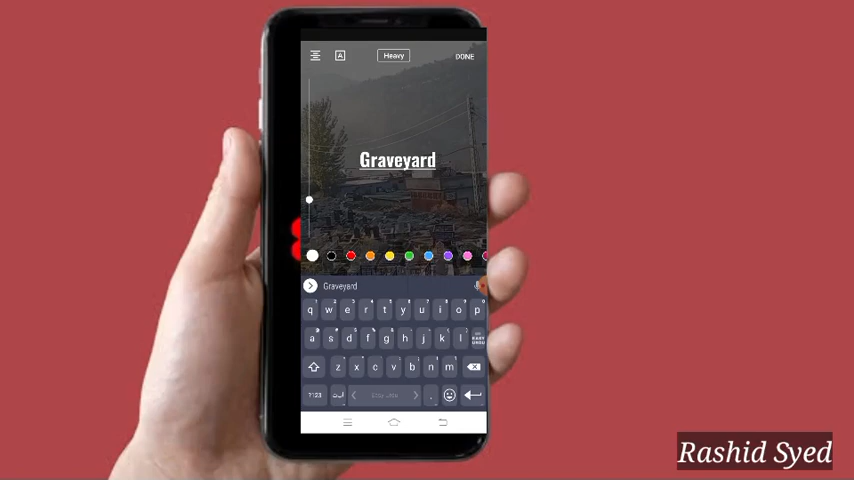 A Heavy DONE
Graveyard
Graveyard
q w e r t y u i o p
a s d f g h j k l
z x c v b n m
?123 .
Rashid Syed